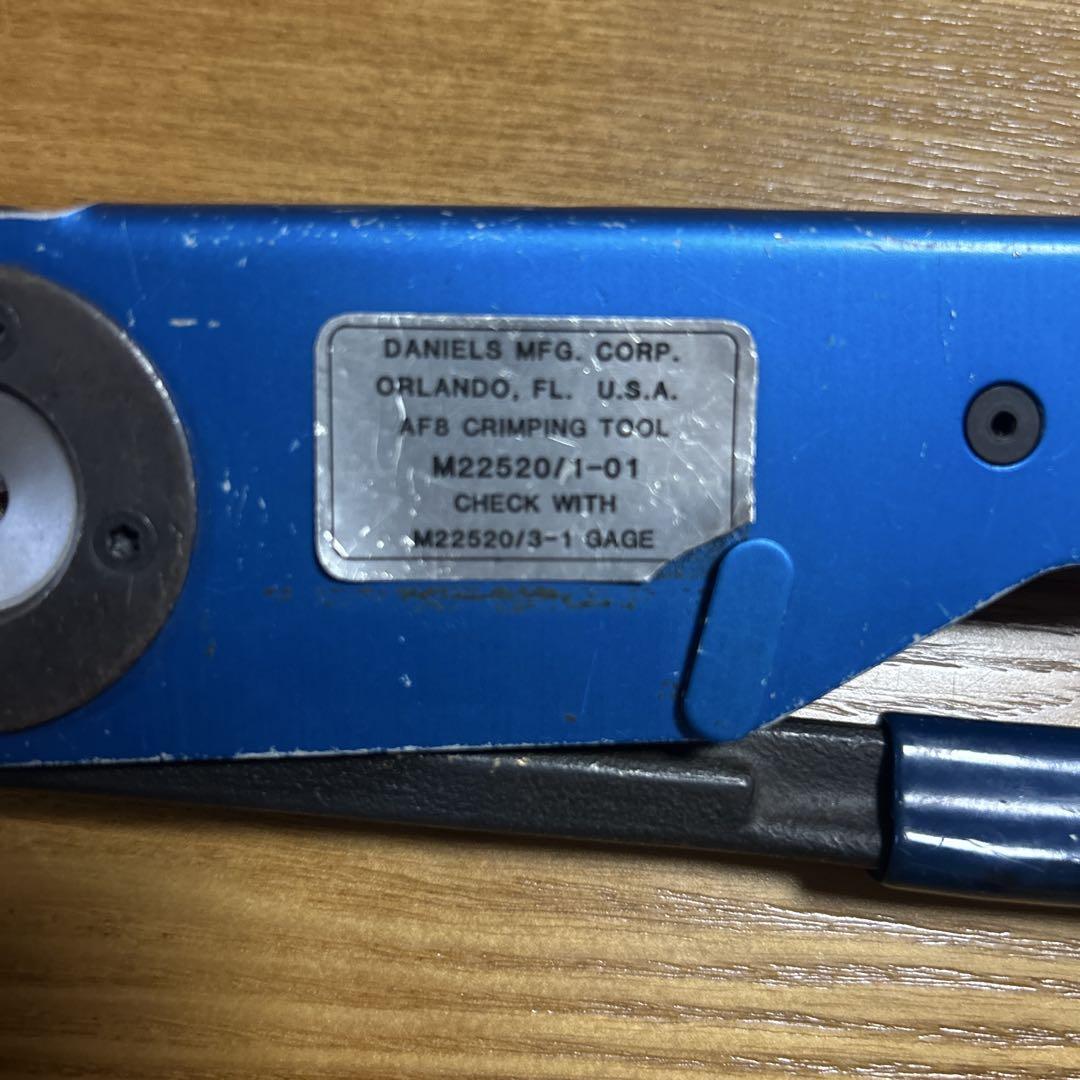 DANIELS MFG. CORP.
ORLANDO, FL. U.S.A.
AF8 CRIMPING TOOL
M22520/1-01
CHECK WITH
M22520/3-1 GAGE